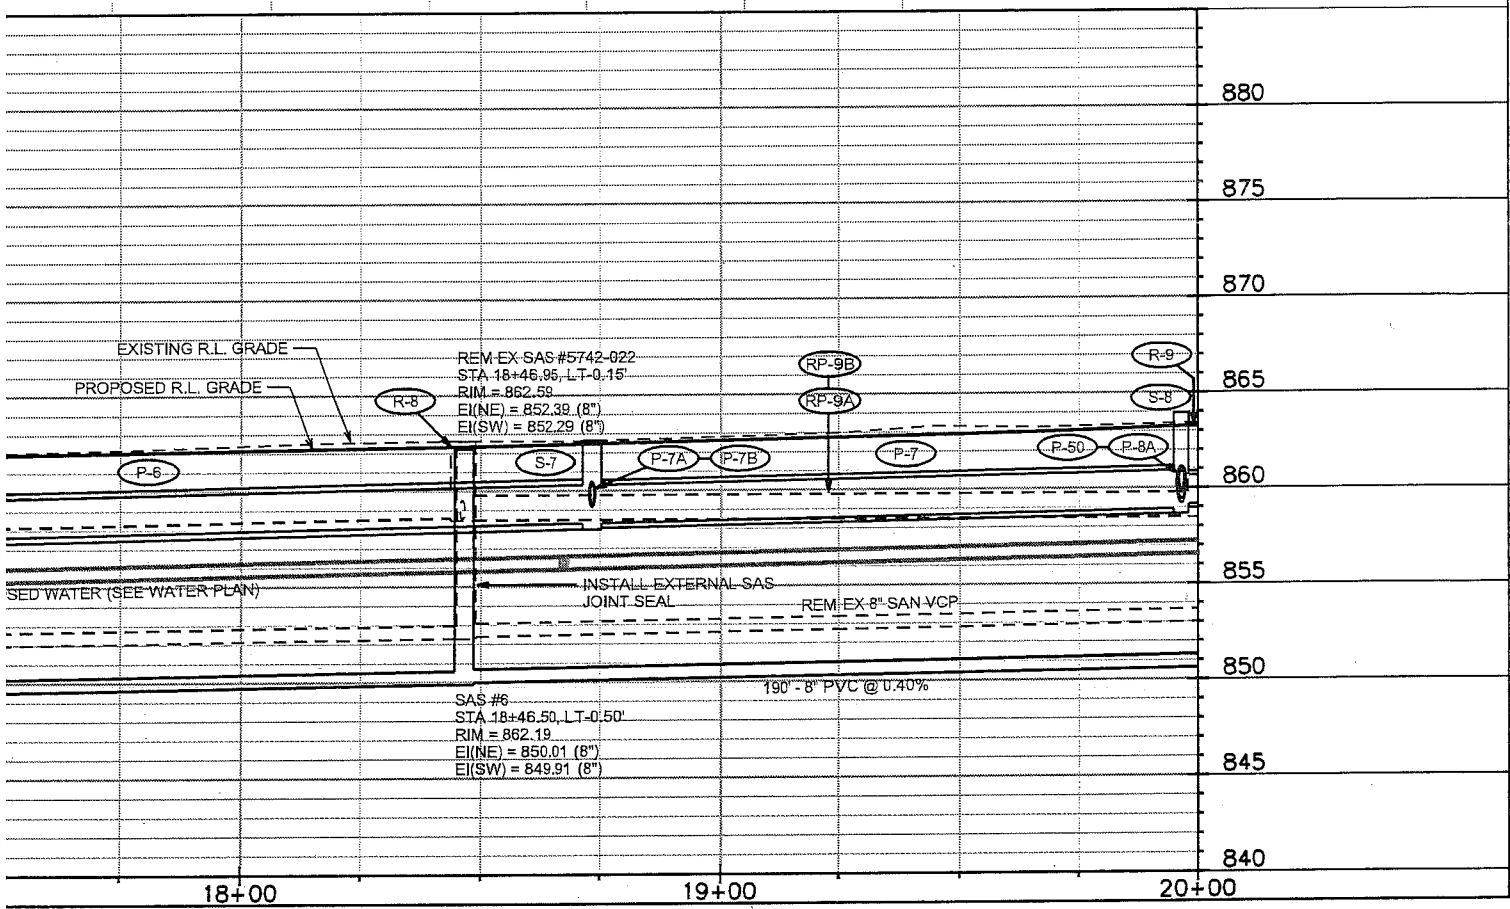 880
875
870
EXISTING R.L. GRADE
PROPOSED R.L. GRADE
R-8
REM EX SAS #5742-022
STA 18+46.95, LT-0.15'
RIM = 862.59
EI(NE) = 852.39 (8")
EI(SW) = 852.29 (8")
RP-9B
RP-9A
R-9
S-8
865
P-6
S-7
P-7A
P-7B
P-7
P-50
P-8A
860
SED WATER (SEE WATER PLAN)
INSTALL EXTERNAL SAS
JOINT SEAL
REM EX 8" SAN VCP
855
850
190' - 8" PVC @ 0.40%
SAS #6
STA 18+46.50, LT-0.50'
RIM = 862.19
EI(NE) = 850.01 (8")
EI(SW) = 849.91 (8")
845
840
18+00
19+00
20+00